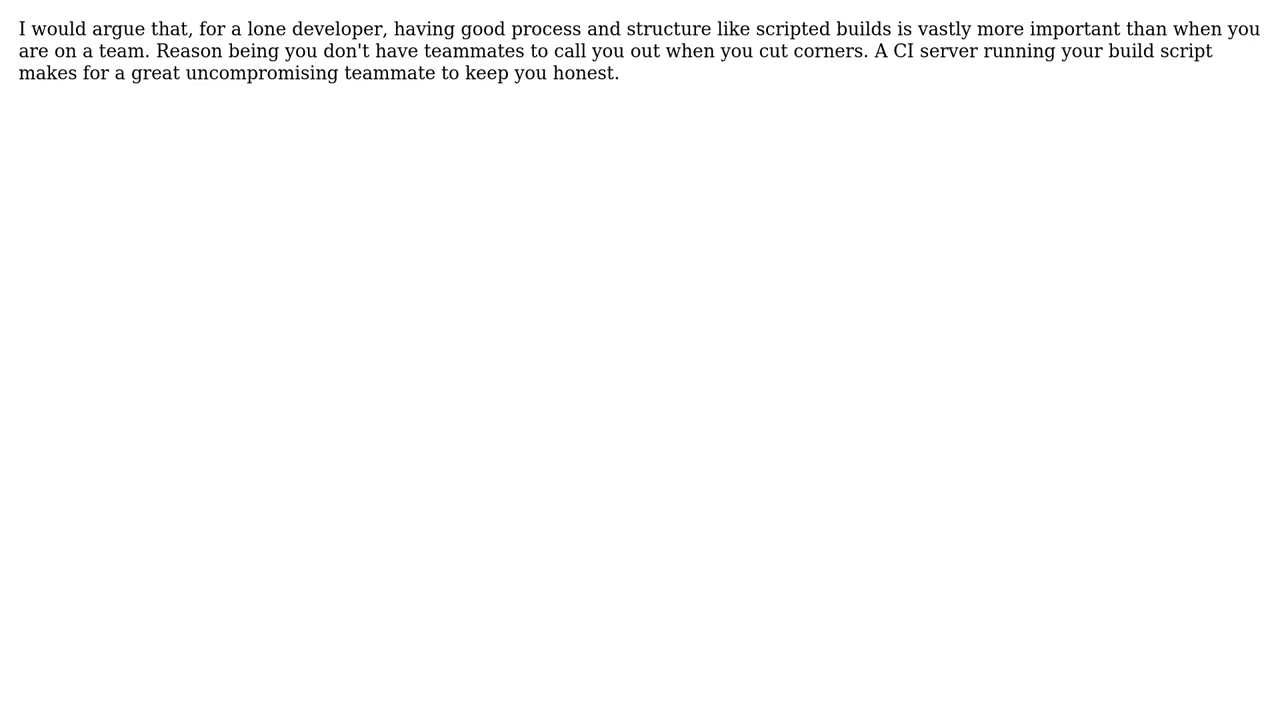 I would argue that, for a lone developer, having good process and structure like scripted builds is vastly more important than when you
are on a team. Reason being you don't have teammates to call you out when you cut corners. A CI server running your build script
makes for a great uncompromising teammate to keep you honest.